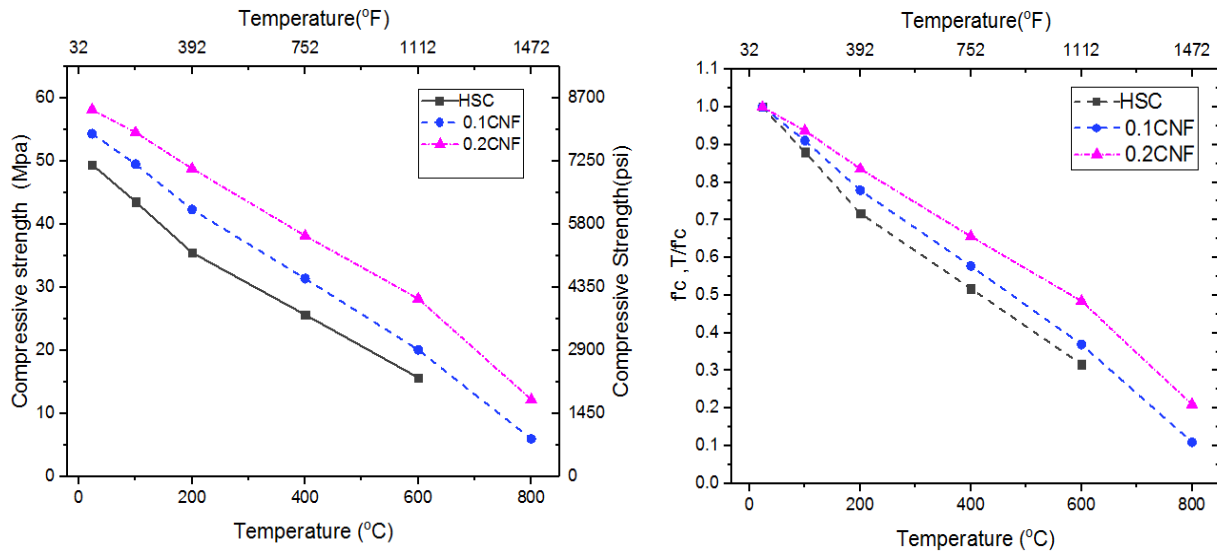 Temperature(°F)
32 392 752 1112 1472
60
50
40
30
20
10
0
Compressive strength (Mpa)
HSC
0.1CNF
0.2CNF
8700
7250
5800
4350
2900
1450
0
Compressive Strength(psi)
0 200 400 600 800
Temperature (°C)
Temperature(°F)
32 392 752 1112 1472
1.1
1.0
0.9
0.8
0.7
0.6
0.5
0.4
0.3
0.2
0.1
0.0
f'c ,T/f'c
HSC
0.1CNF
0.2CNF
0 200 400 600 800
Temperature (°C)